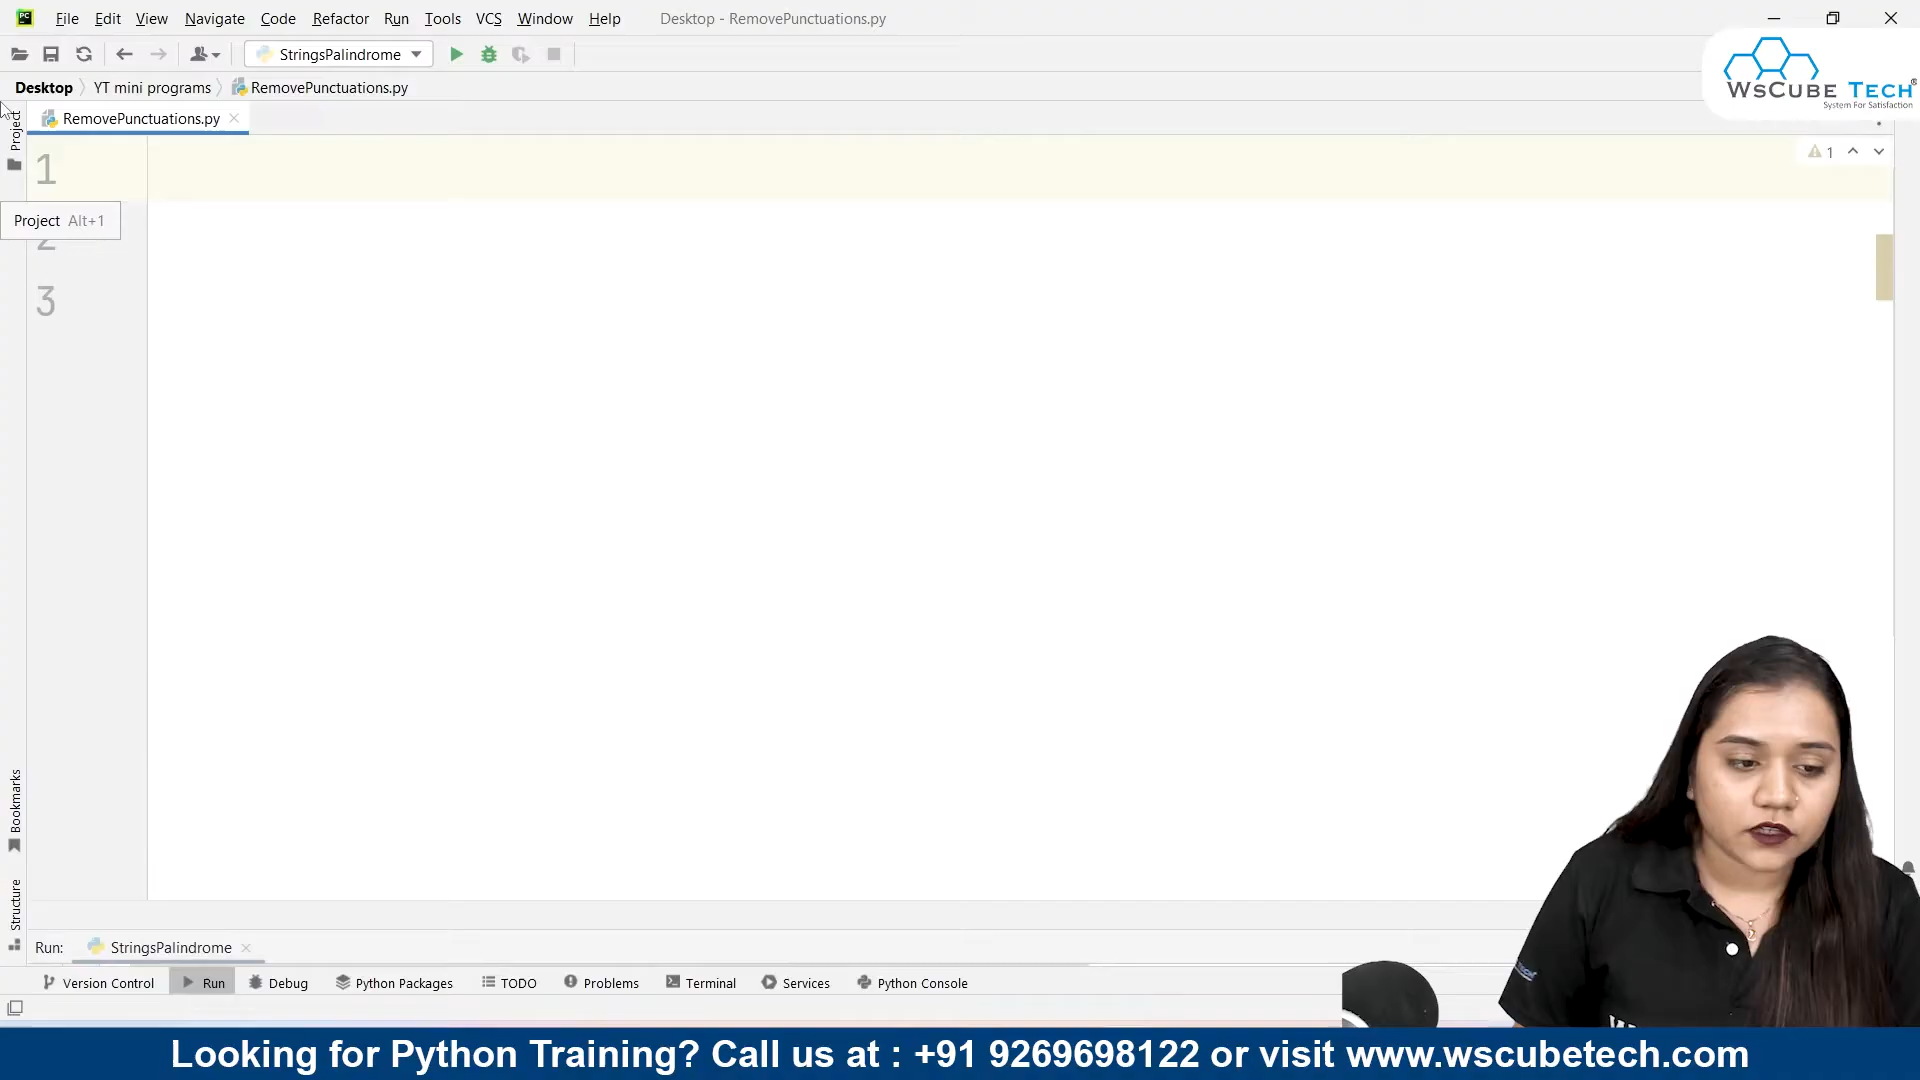 File Edit View Navigate Code Refactor Run Tools VCS Window Help Desktop - RemovePunctuations.py
StringsPalindrome
Desktop YT mini programs RemovePunctuations.py
WSCUBE TECH®
System For Satisfaction
RemovePunctuations.py
Project
1
1
Project Alt+1
2
3
Bookmarks
Structure
Run: StringsPalindrome
Version Control Run Debug Python Packages TODO Problems Terminal Services Python Console
Looking for Python Training? Call us at : +91 9269698122 or visit www.wscubetech.com